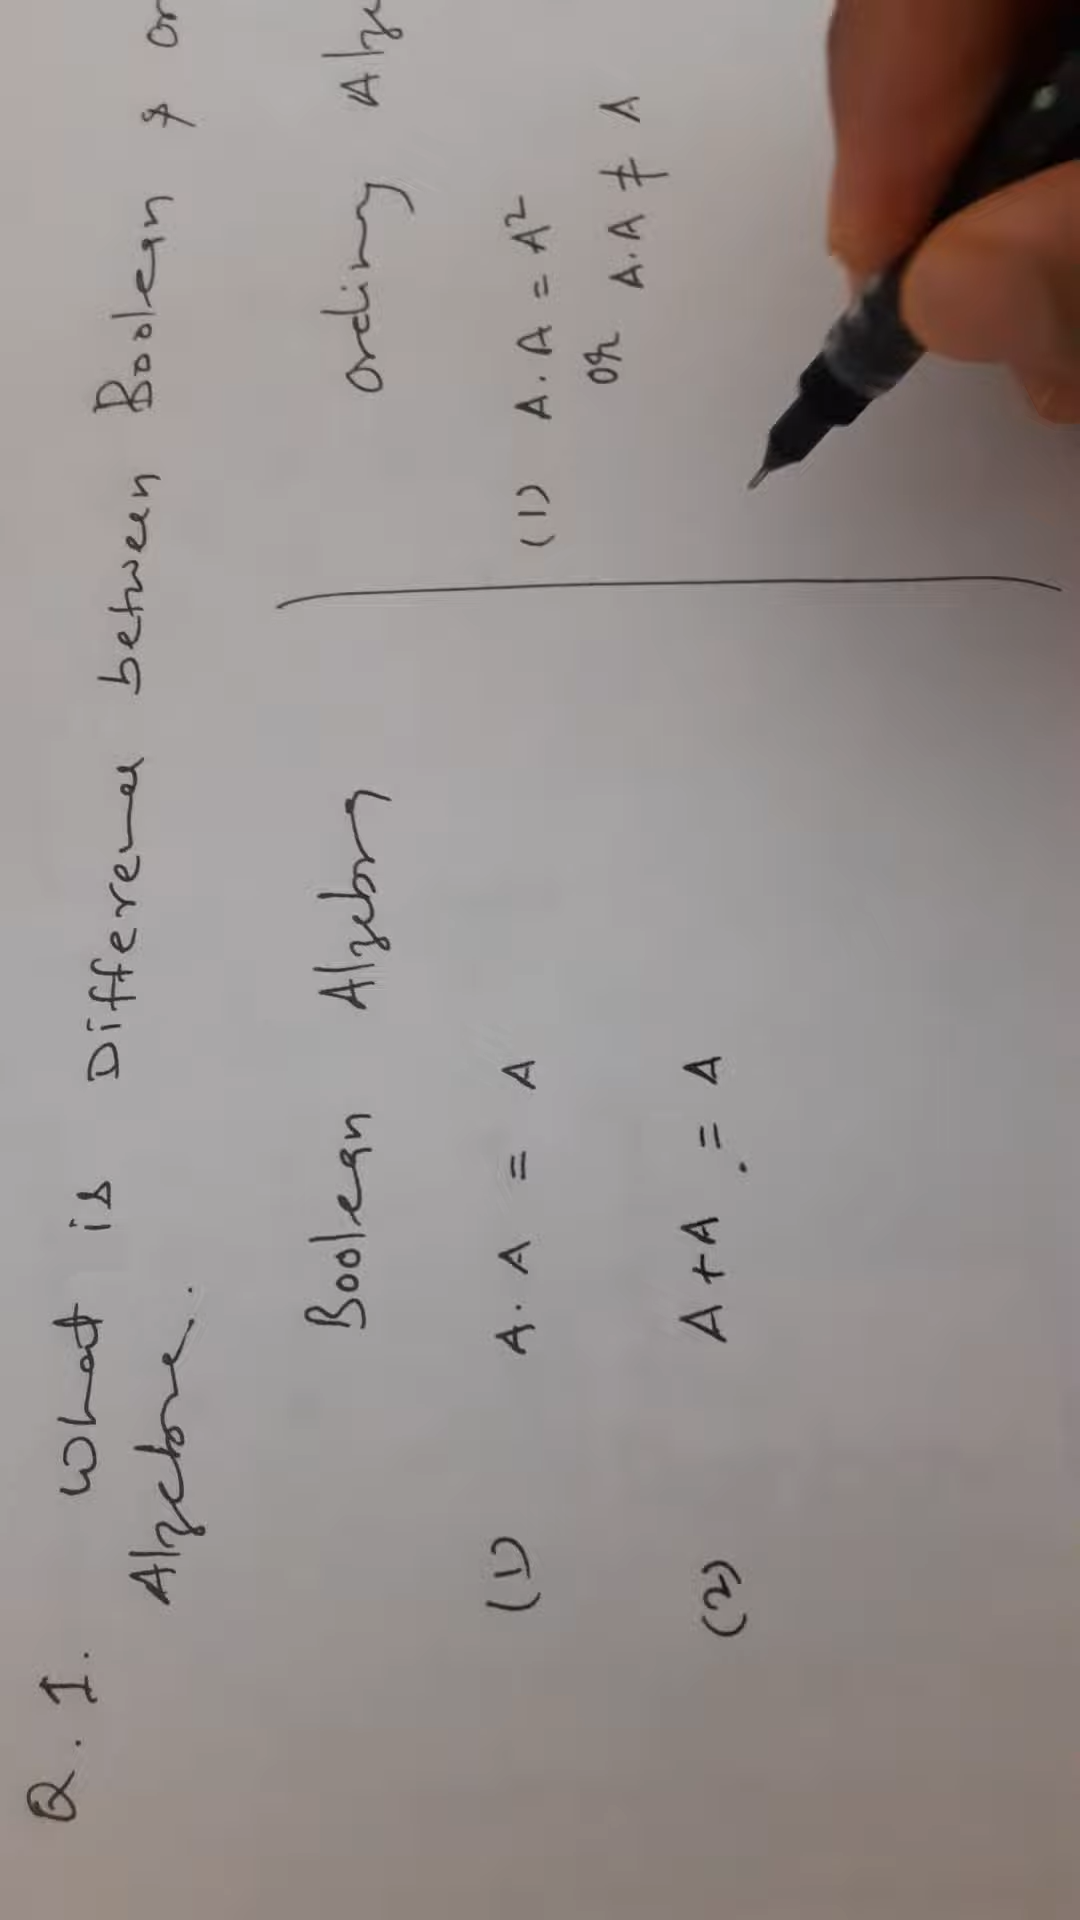 Q. 1. What is Difference between Boolean & or
Algebra.
Boolean Algebra
ordinary Alge
(1) A. A = A
(1) A. A = A²
or A. A ≠ A
(2) A + A = A